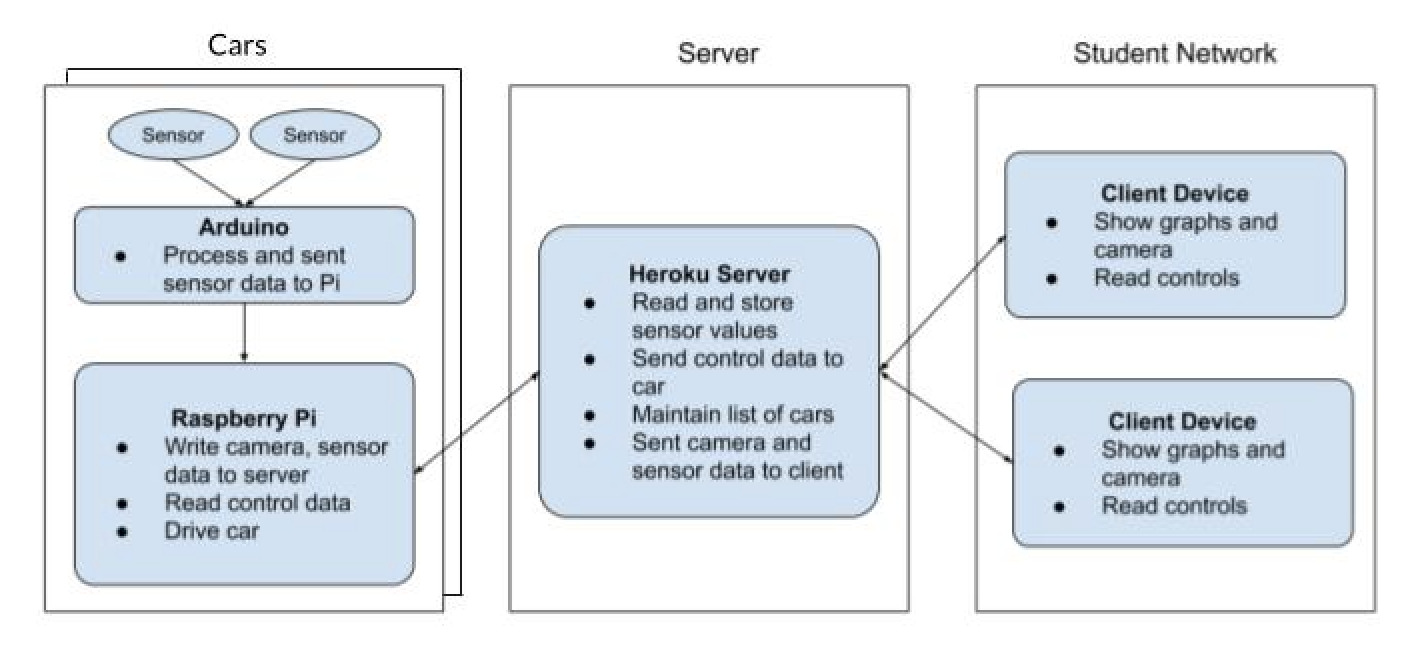 Cars
Sensor
Sensor
Arduino
● Process and sent
sensor data to Pi
Raspberry Pi
● Write camera, sensor
data to server
● Read control data
● Drive car
Server
Heroku Server
● Read and store
sensor values
● Send control data to
car
● Maintain list of cars
● Sent camera and
sensor data to client
Student Network
Client Device
● Show graphs and
camera
● Read controls
Client Device
● Show graphs and
camera
● Read controls